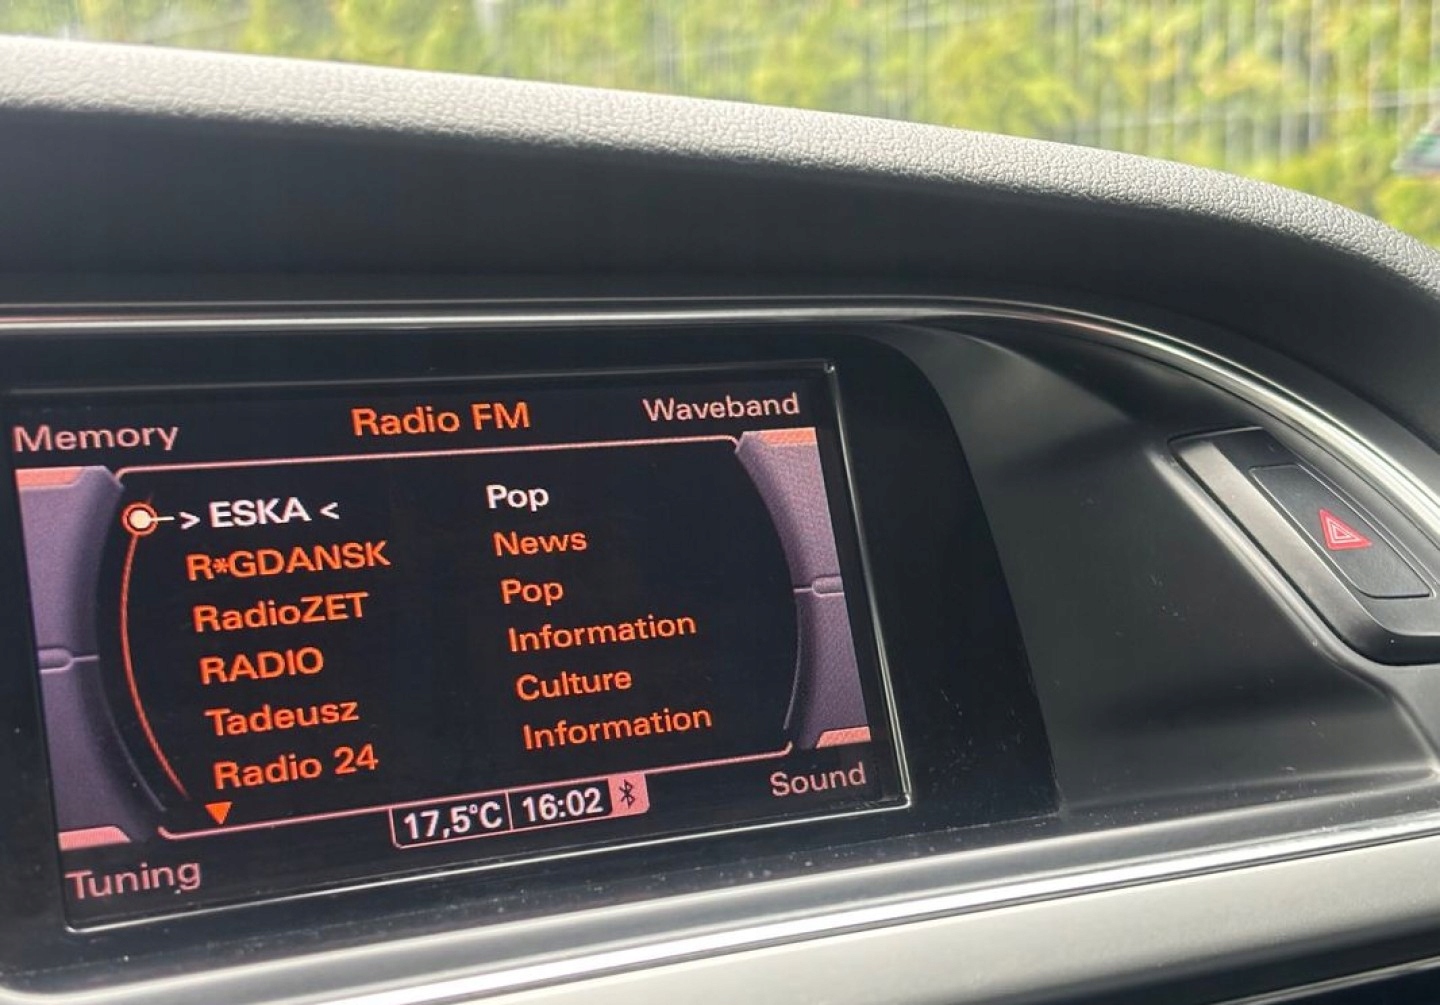 Memory Radio FM Waveband
> ESKA < Pop
R*GDANSK News
RadioZET Pop
RADIO Information
Tadeusz Culture
Radio 24 Information
17,5°C 16:02
Tuning Sound